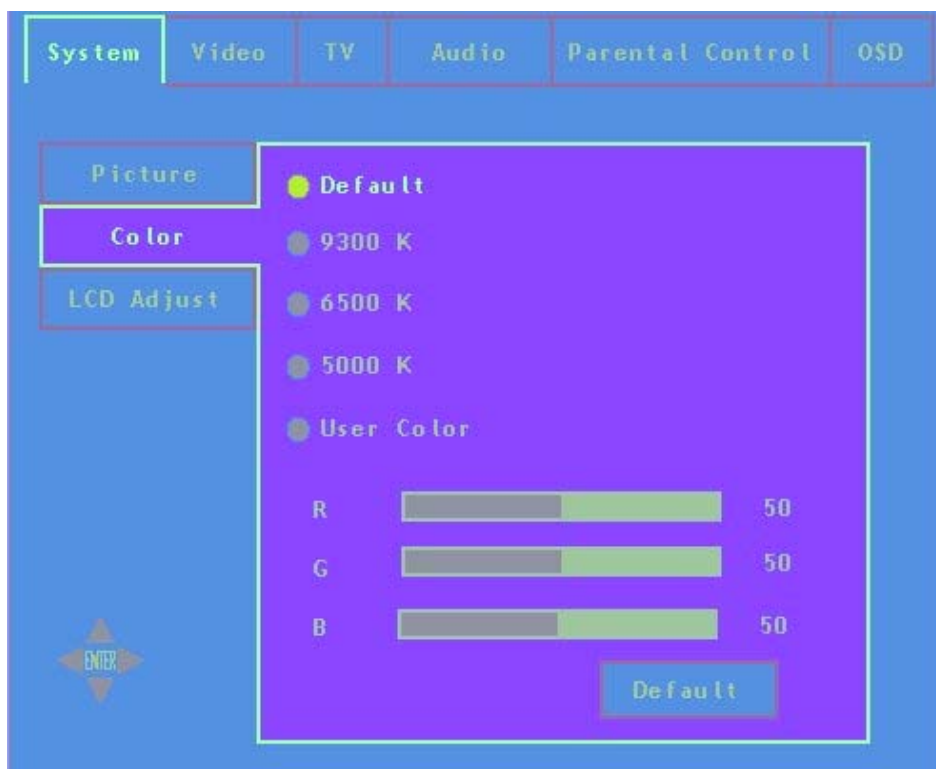 System Video TV Audio Parental Control OSD
Picture
Color
LCD Adjust
Default
9300 K
6500 K
5000 K
User Color
R 50
G 50
B 50
Default
ENTER